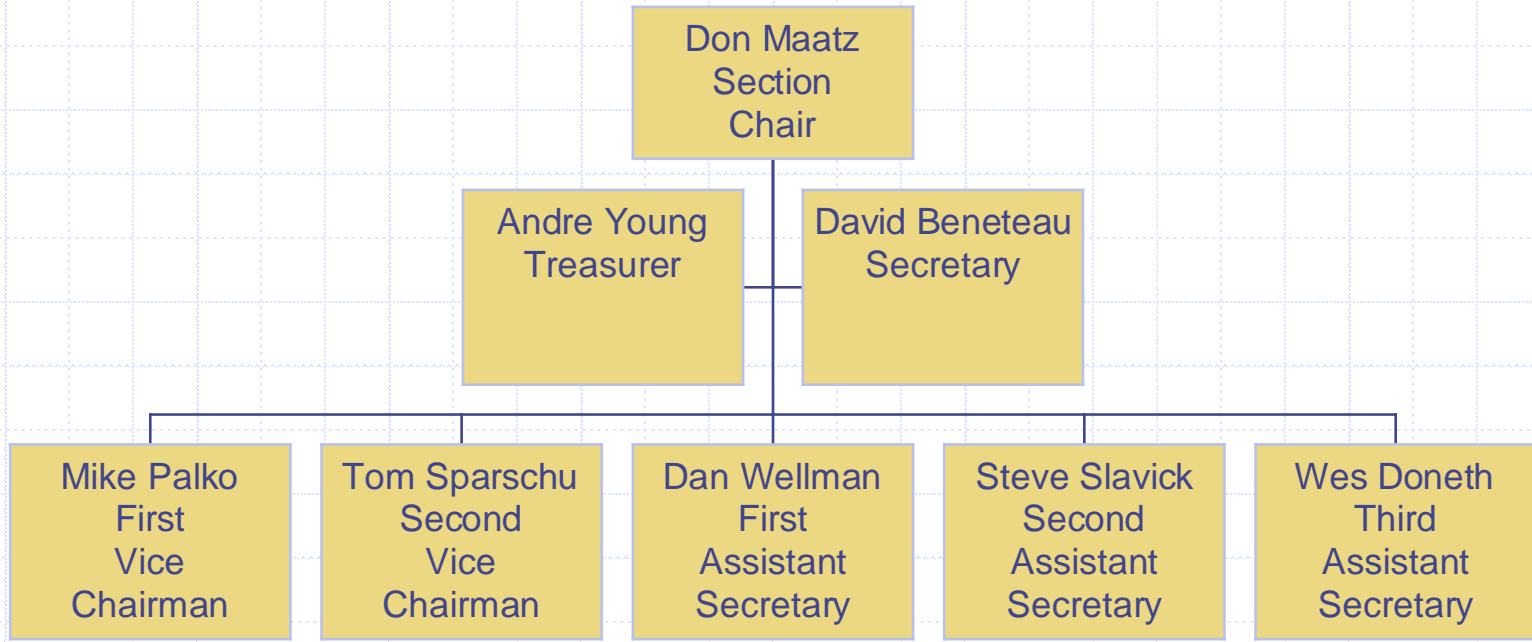 Don Maatz
Section
Chair
Andre Young
Treasurer
David Beneteau
Secretary
Mike Palko
First
Vice
Chairman
Tom Sparschu
Second
Vice
Chairman
Dan Wellman
First
Assistant
Secretary
Steve Slavick
Second
Assistant
Secretary
Wes Doneth
Third
Assistant
Secretary